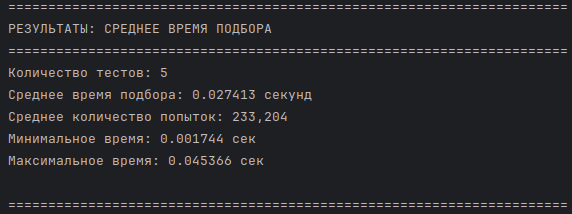 ======================================================================
РЕЗУЛЬТАТЫ: СРЕДНЕЕ ВРЕМЯ ПОДБОРА
======================================================================
Количество тестов: 5
Среднее время подбора: 0.027413 секунд
Среднее количество попыток: 233,204
Минимальное время: 0.001744 сек
Максимальное время: 0.045366 сек
======================================================================